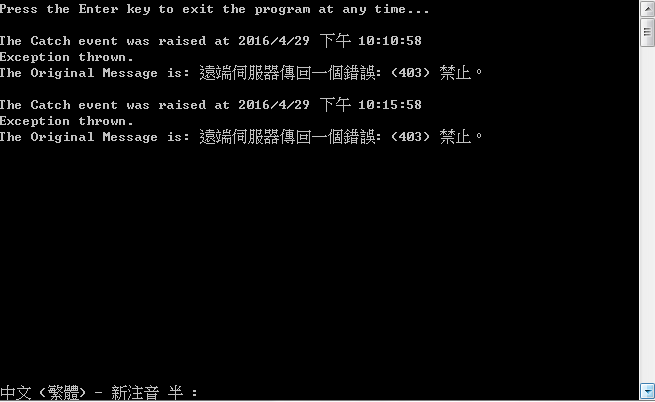 Press the Enter key to exit the program at any time...
The Catch event was raised at 2016/4/29 下午 10:10:58
Exception thrown.
The Original Message is: 遠端伺服器傳回一個錯誤: (403) 禁止。
The Catch event was raised at 2016/4/29 下午 10:15:58
Exception thrown.
The Original Message is: 遠端伺服器傳回一個錯誤: (403) 禁止。
中文 (繁體) - 新注音 半 :